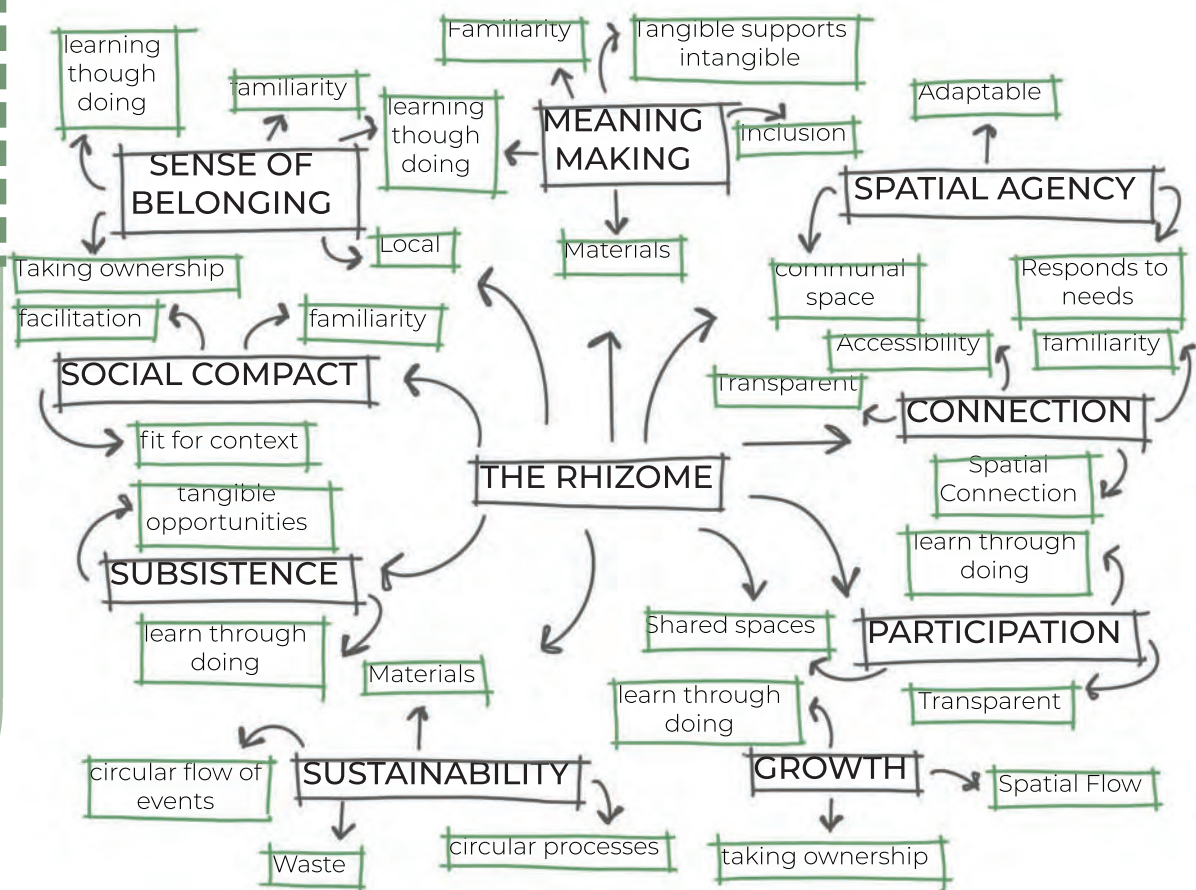 Familiarity
Tangible supports
intangible
learning
though
doing
familiarity
learning
though
doing
MEANING
MAKING
Inclusion
Adaptable
SENSE OF
BELONGING
SPATIAL AGENCY
Local
Materials
Taking ownership
communal
space
Responds to
needs
facilitation
familiarity
Accessibility
familiarity
SOCIAL COMPACT
Transparent
CONNECTION
fit for context
THE RHIZOME
Spatial
Connection
tangible
opportunities
learn through
doing
SUBSISTENCE
learn through
doing
Shared spaces
PARTICIPATION
Materials
learn through
doing
Transparent
circular flow of
events
SUSTAINABILITY
GROWTH
Spatial Flow
Waste
circular processes
taking ownership